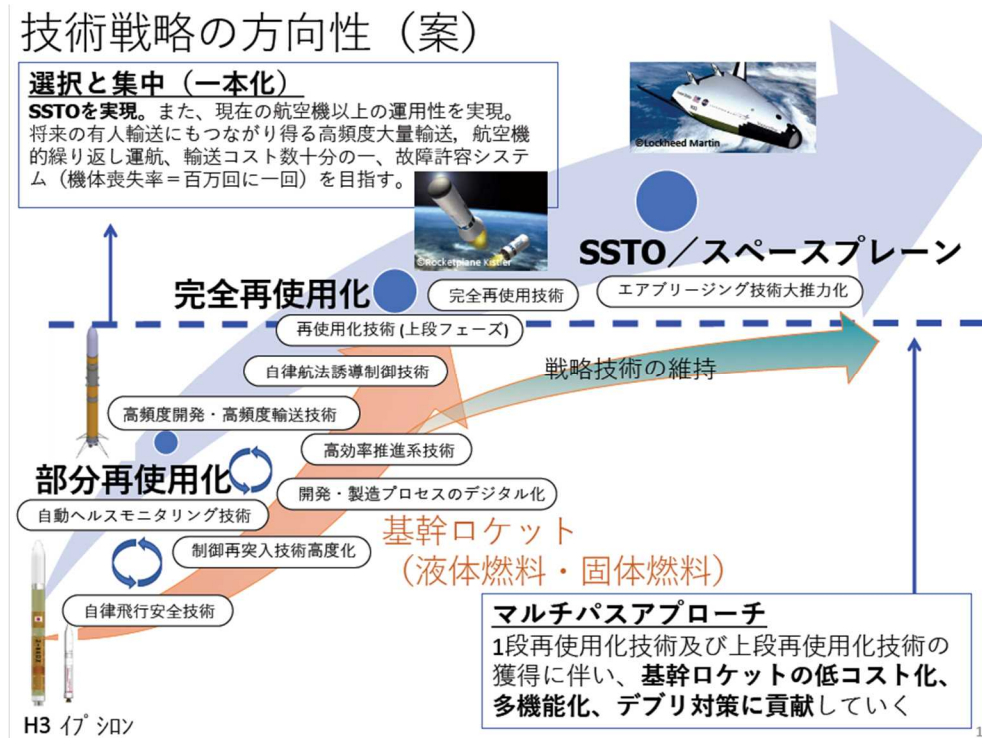 技術戦略の方向性（案）
選択と集中（一本化）
SSTOを実現。また、現在の航空機以上の運用性を実現。
将来の有人輸送にもつながり得る高頻度大量輸送，航空機
的繰り返し運航、輸送コスト数十分の一、故障許容システ
ム（機体喪失率＝百万回に一回）を目指す。
©Lockheed Martin
©Rocketplane Kistler
SSTO／スペースプレーン
エアブリージング技術大推力化
完全再使用化
完全再使用技術
再使用化技術(上段フェーズ)
自律航法誘導制御技術
戦略技術の維持
高頻度開発・高頻度輸送技術
高効率推進系技術
部分再使用化
開発・製造プロセスのデジタル化
自動ヘルスモニタリング技術
基幹ロケット
（液体燃料・固体燃料）
制御再突入技術高度化
自律飛行安全技術
マルチパスアプローチ
1段再使用化技術及び上段再使用化技術の
獲得に伴い、基幹ロケットの低コスト化、
多機能化、デブリ対策に貢献していく
H3 イプシロン
1